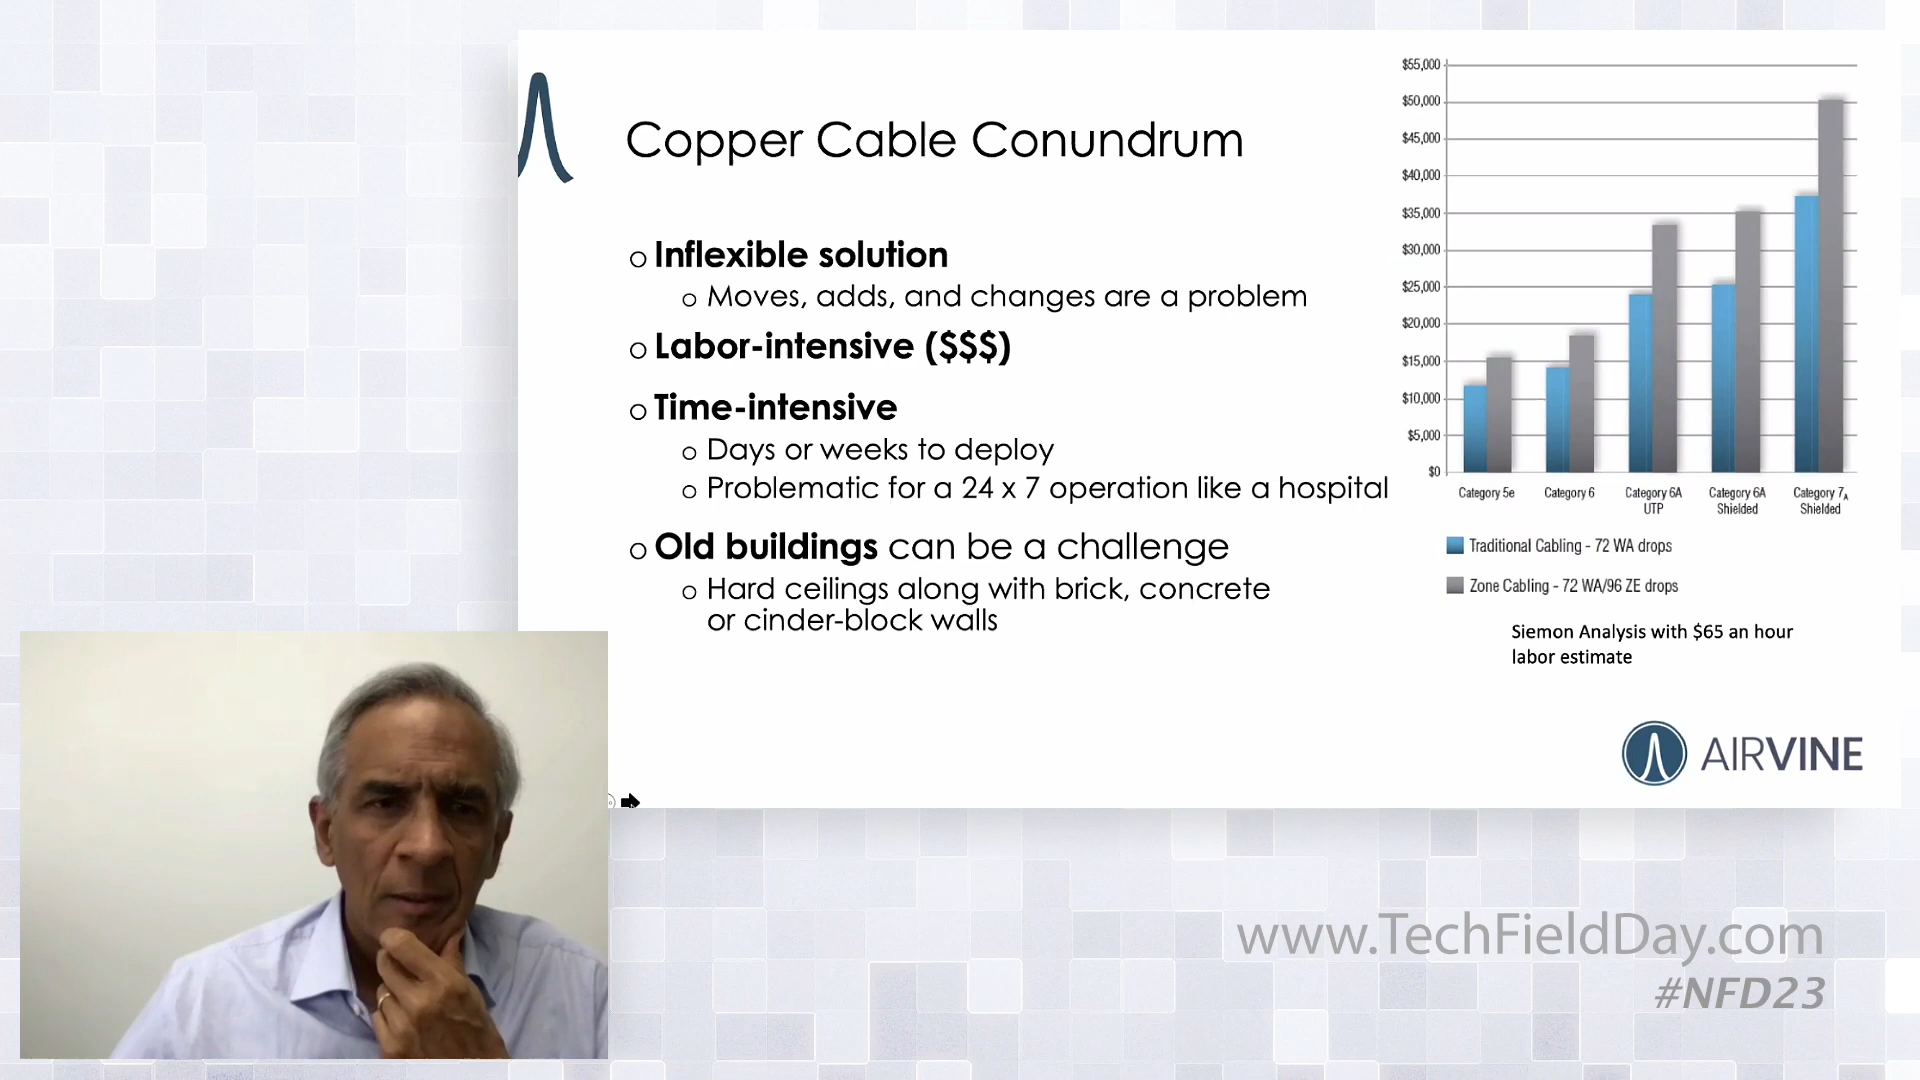 Copper Cable Conundrum
o Inflexible solution
o Moves, adds, and changes are a problem
o Labor-intensive ($$$)
o Time-intensive
o Days or weeks to deploy
o Problematic for a 24 x 7 operation like a hospital
o Old buildings can be a challenge
o Hard ceilings along with brick, concrete
or cinder-block walls
$55,000
$50,000
$45,000
$40,000
$35,000
$30,000
$25,000
$20,000
$15,000
$10,000
$5,000
$0
Category 5e
Category 6
Category 6A
UTP
Category 6A
Shielded
Category 7A
Shielded
Traditional Cabling - 72 WA drops
Zone Cabling - 72 WA/96 ZE drops
Siemon Analysis with $65 an hour
labor estimate
AIRVINE
www.TechFieldDay.com
#NFD23